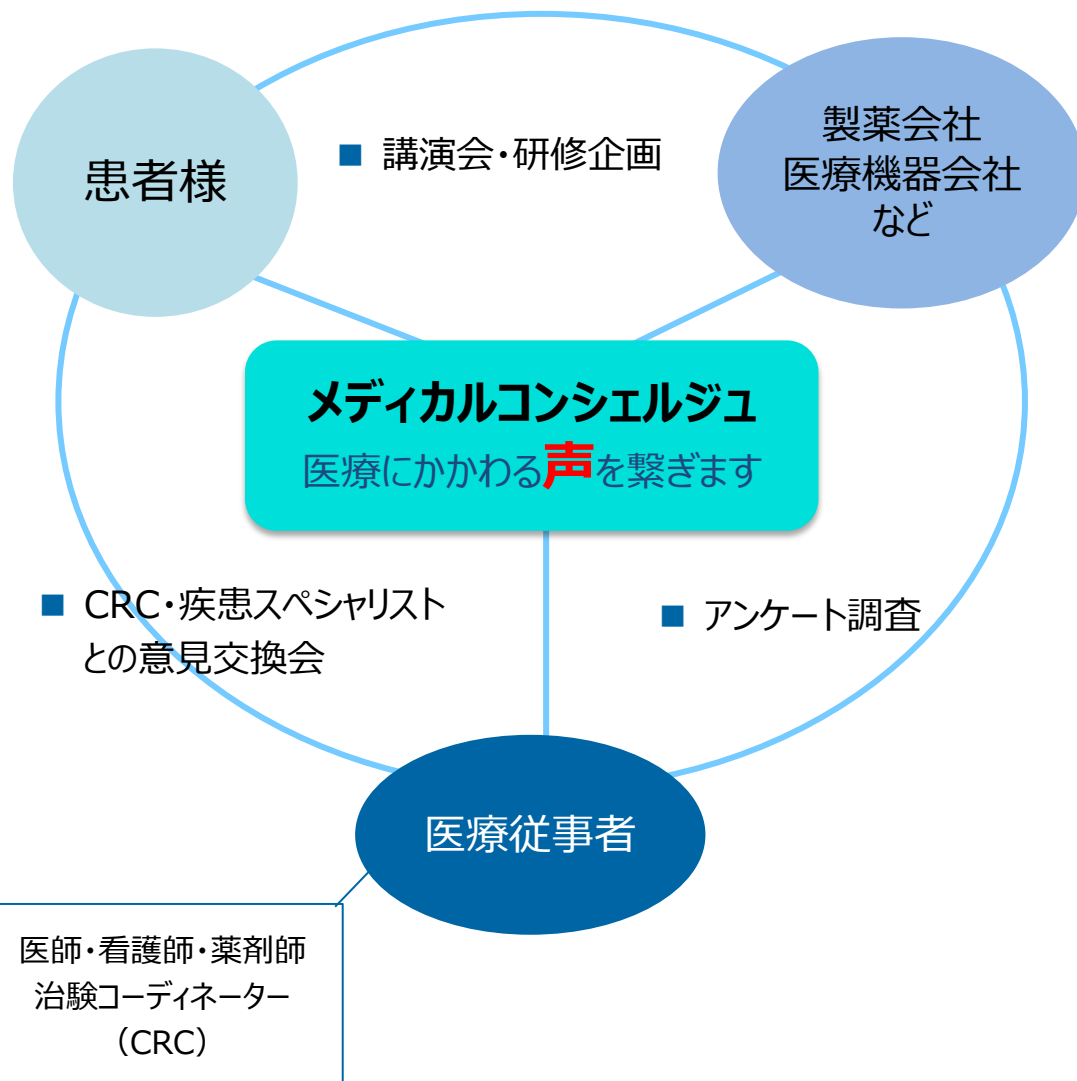 患者様
■ 講演会・研修企画
製薬会社
医療機器会社
など
メディカルコンシェルジュ
医療にかかわる声を繋ぎます
■ CRC・疾患スペシャリスト
との意見交換会
■ アンケート調査
医療従事者
医師・看護師・薬剤師
治験コーディネーター
（CRC）